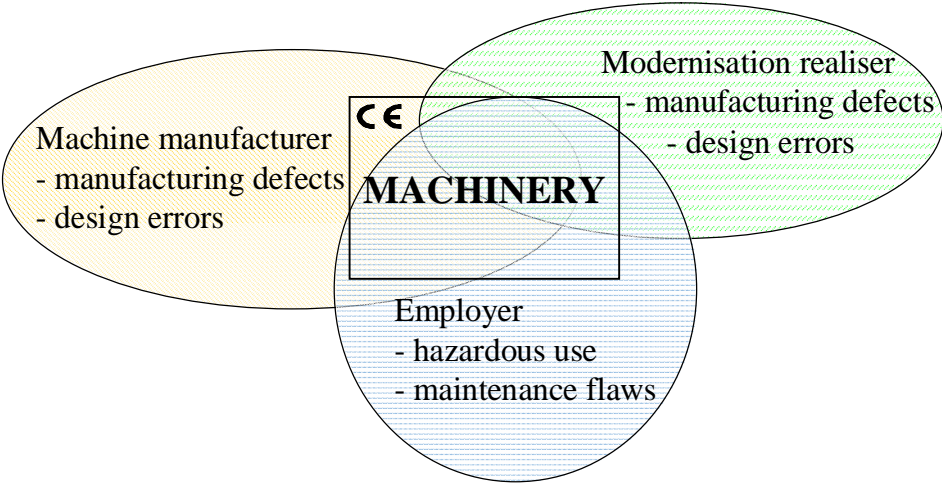 Modernisation realiser
- manufacturing defects
- design errors
CE
Machine manufacturer
- manufacturing defects
- design errors
MACHINERY
Employer
- hazardous use
- maintenance flaws